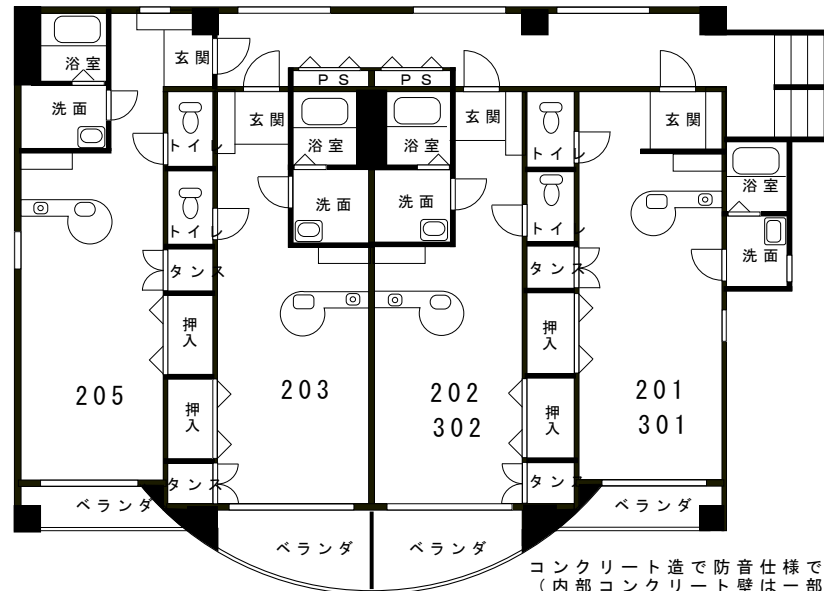 浴室
玄関
洗面
トイレ
トイレ
タンス
押入
押入
タンス
205
ベランダ
PS
PS
玄関
浴室
洗面
203
ベランダ
浴室
玄関
洗面
202
302
ベランダ
トイレ
トイレ
タンス
押入
押入
タンス
玄関
浴室
洗面
201
301
ベランダ
コンクリート造で防音仕様で
（内部コンクリート壁は一部